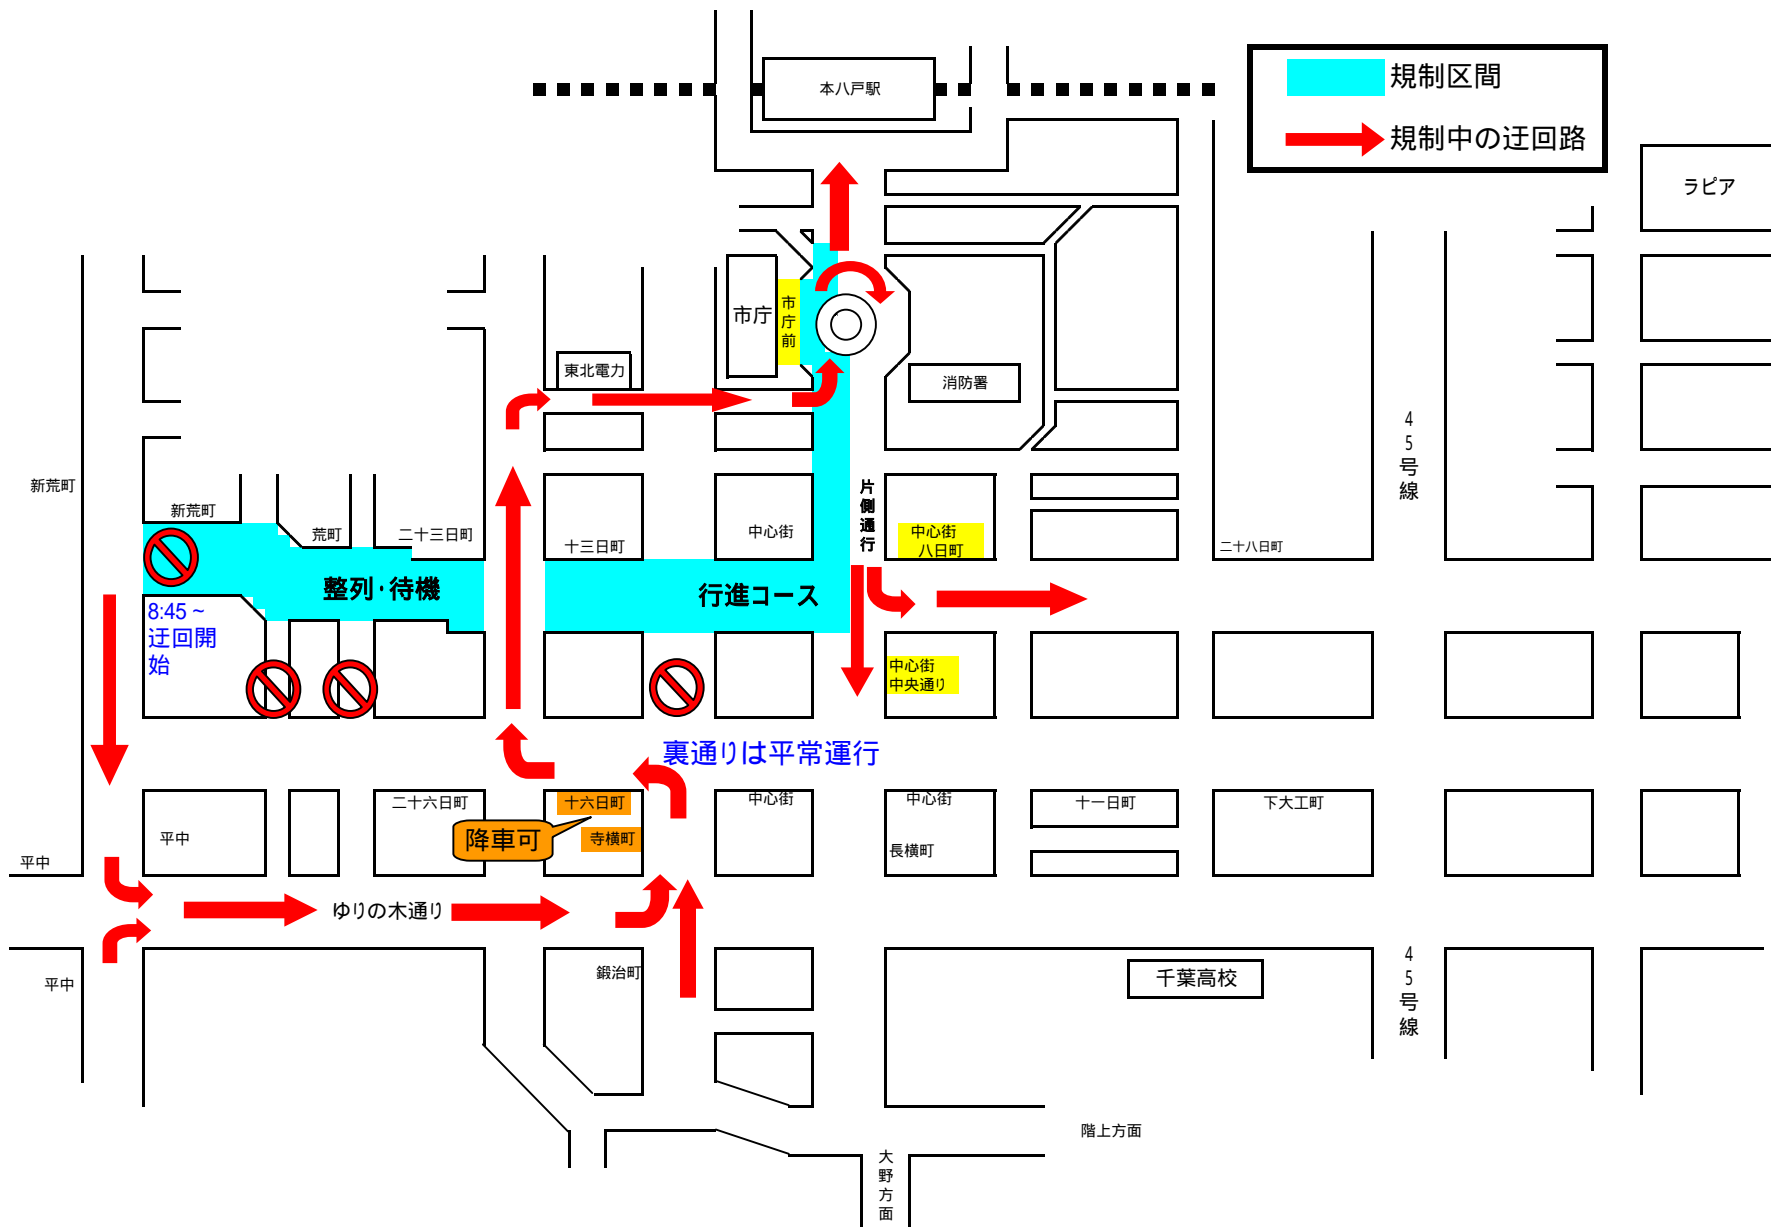 本八戸駅
規制区間
規制中の迂回路
ラピア
市庁
市庁前
東北電力
消防署
45号線
新荒町
新荒町
荒町
二十三日町
十三日町
中心街
片側通行
中心街
八日町
二十八日町
整列・待機
行進コース
8:45～
迂回開
始
中心街
中央通り
裏通りは平常運行
二十六日町
十六日町
中心街
中心街
十一日町
下大工町
平中
降車可
寺横町
長横町
平中
ゆりの木通り
鍛治町
平中
千葉高校
45号線
階上方面
大野方面